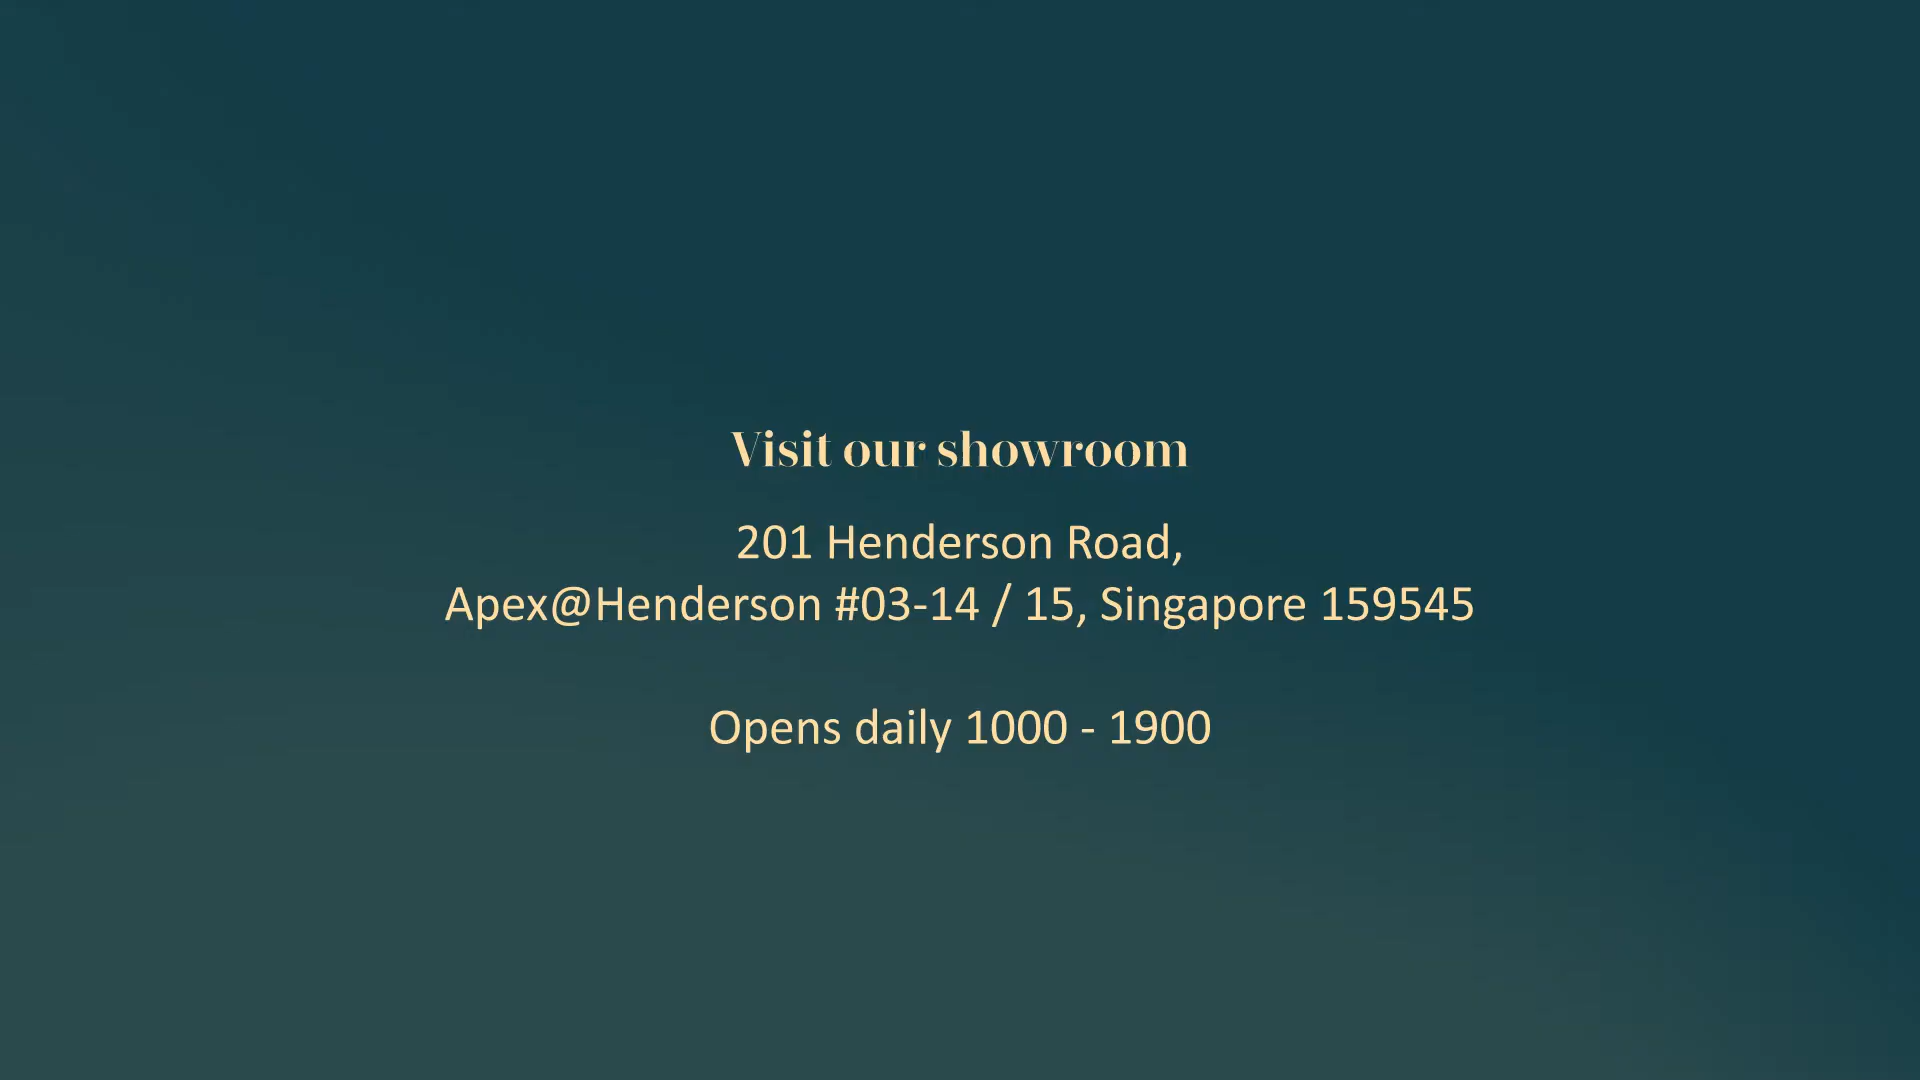 Visit our showroom
201 Henderson Road,
Apex@Henderson #03-14 / 15, Singapore 159545
Opens daily 1000 - 1900